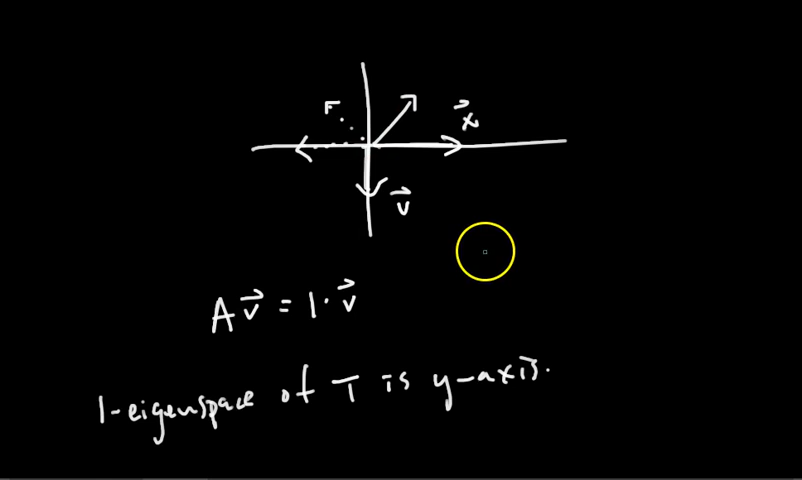 x⃗
v⃗
Av⃗ = 1·v⃗
1-eigenspace of T is y-axis.